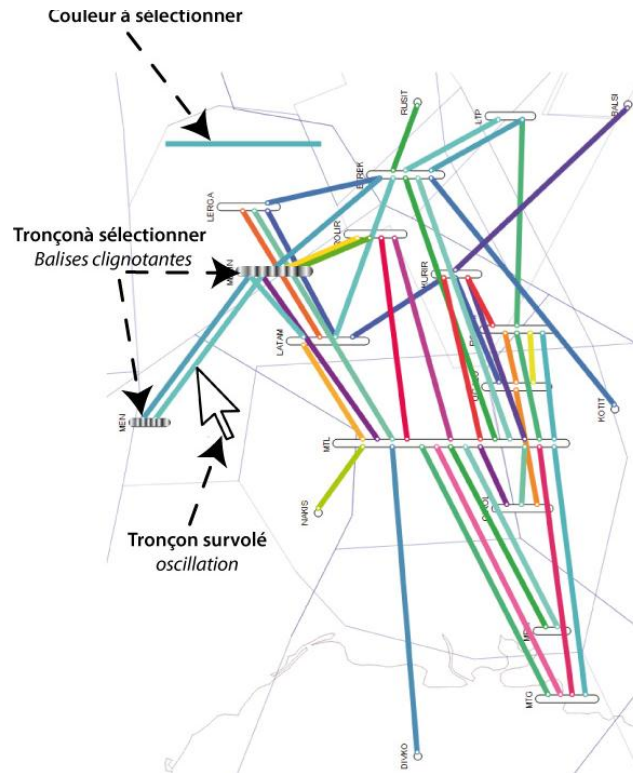 Couleur à sélectionner
RUSIT
LTP
BALSI
LERGA
Tronçonà sélectionner
Balises clignotantes
LATAM
MEN
KOTIT
MTL
NAKIS
Tronçon survolé
oscillation
MTG
DIVKO